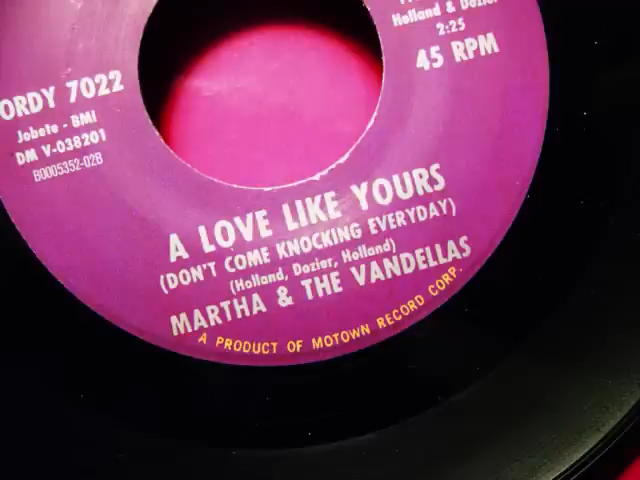 Holland & Dozier
2:25
45 RPM
ORDY 7022
Jobete - BMI
DM V-038201
B0005352-02B
A LOVE LIKE YOURS
(DON'T COME KNOCKING EVERYDAY)
(Holland, Dozier, Holland)
MARTHA & THE VANDELLAS
A PRODUCT OF MOTOWN RECORD CORP.